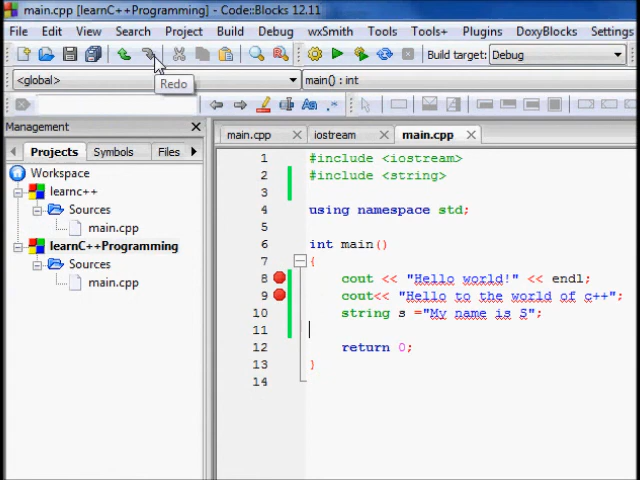 main.cpp [learnC++Programming] - Code::Blocks 12.11
File Edit View Search Project Build Debug wxSmith Tools Tools+ Plugins DoxyBlocks Settings
Build target: Debug
Redo
<global> main() : int
Aa .*
Management
Projects Symbols Files
main.cpp iostream main.cpp
Workspace
learnc++
Sources
main.cpp
learnC++Programming
Sources
main.cpp
1 #include <iostream>
2 #include <string>
3
4 using namespace std;
5
6 int main()
7 {
8 cout << "Hello world!" << endl;
9 cout<< "Hello to the world of c++";
10 string s ="My name is S";
11
12 return 0;
13 }
14